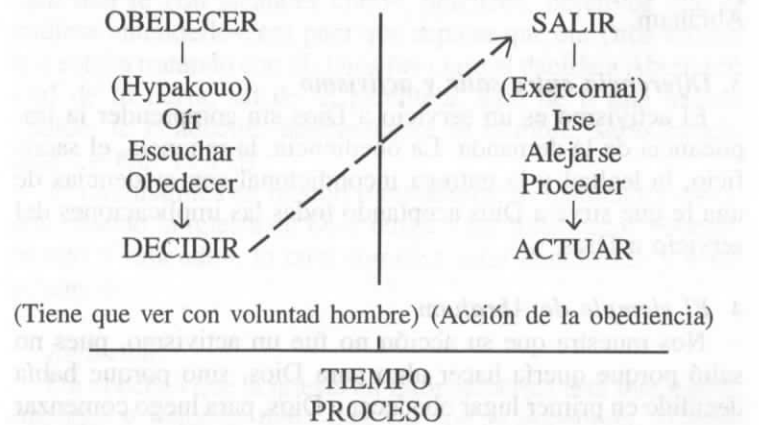 OBEDECER
(Hypakouo)
Oír
Escuchar
Obedecer
DECIDIR
SALIR
(Exercomai)
Irse
Alejarse
Proceder
ACTUAR
(Tiene que ver con voluntad hombre) (Acción de la obediencia)
TIEMPO
PROCESO